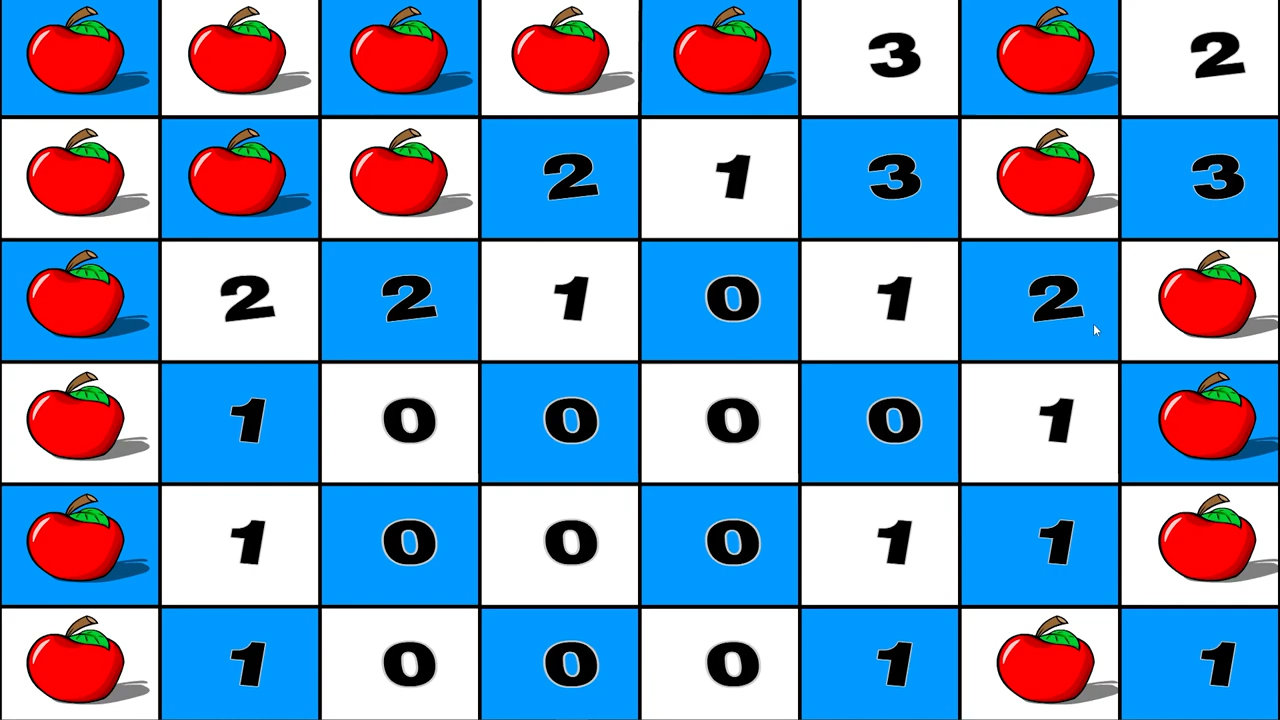 3 2
2 1 3 3
2 2 1 0 1 2
1 0 0 0 0 1
1 0 0 0 1 1
1 0 0 0 1 1